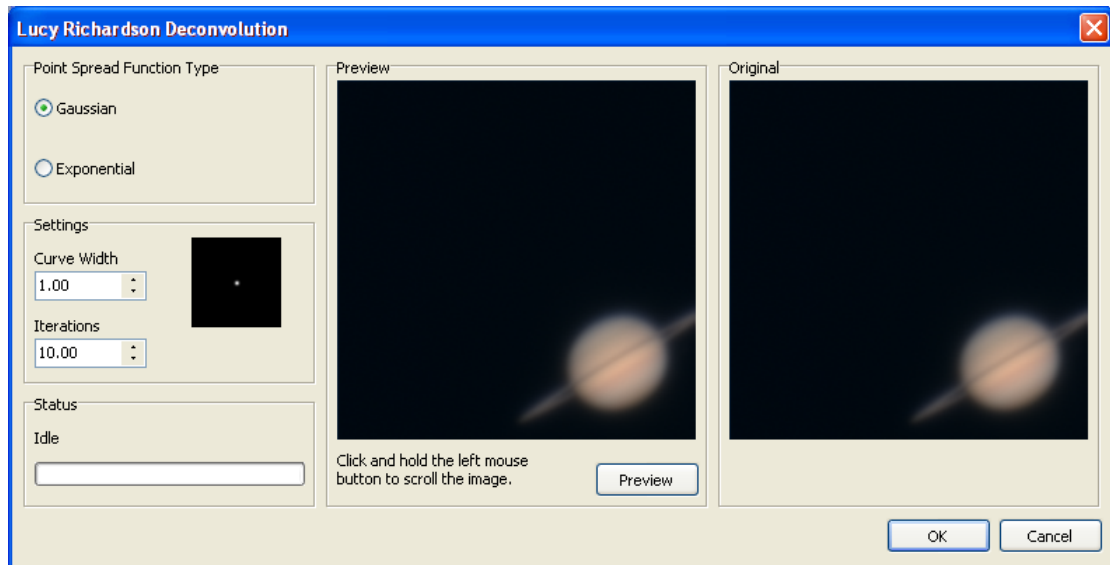 Lucy Richardson Deconvolution
Point Spread Function Type
Gaussian
Exponential
Settings
Curve Width
1.00
Iterations
10.00
Status
Idle
Preview
Click and hold the left mouse
button to scroll the image.
Preview
Original
OK
Cancel